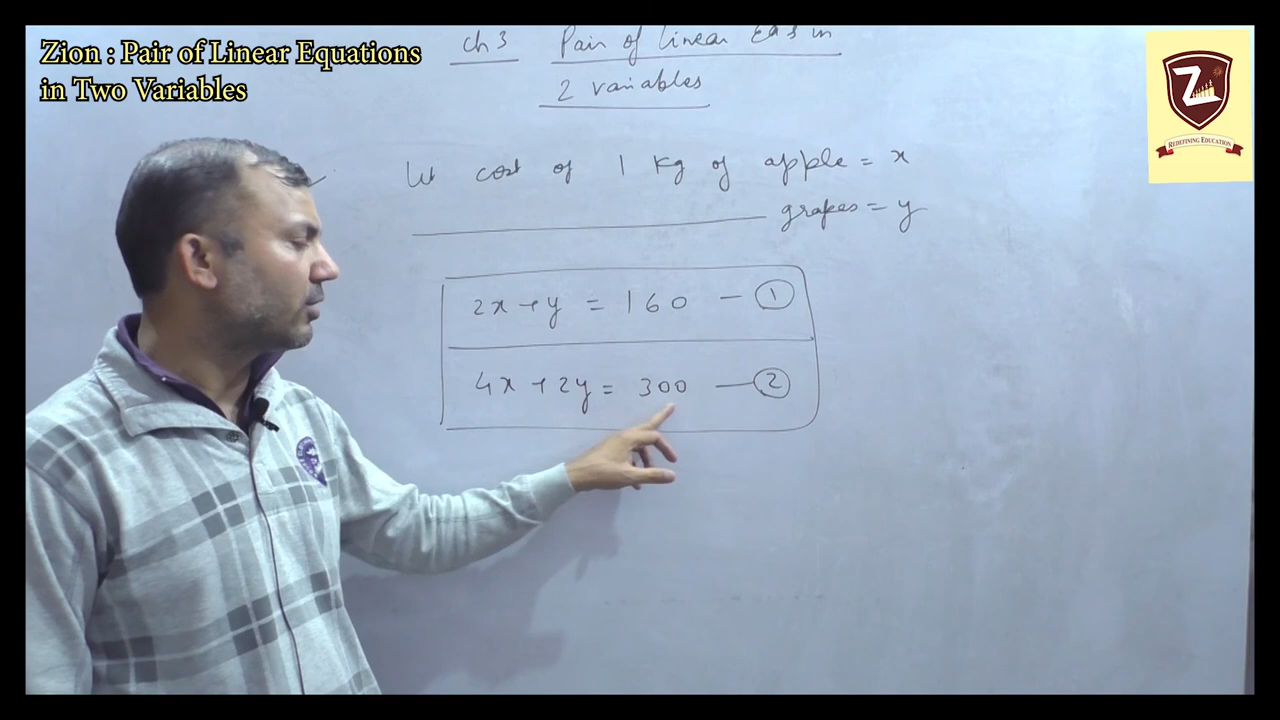 Zion : Pair of Linear Equations
in Two Variables
ch 3 Pair of linear Eqs in
2 variables
Let cost of 1 kg of apple = x
grapes = y
2x + y = 160 — 1
4x + 2y = 300 — 2
Z
REDEFINING EDUCATION